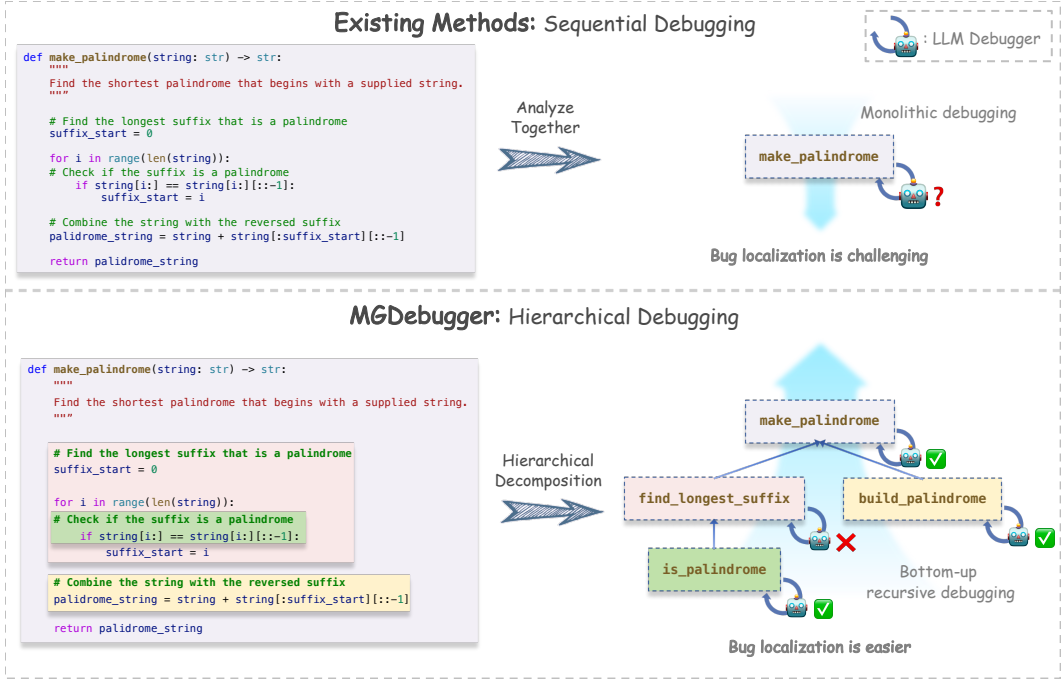 Existing Methods: Sequential Debugging
: LLM Debugger
def make_palindrome(string: str) -> str:
    """
    Find the shortest palindrome that begins with a supplied string.
    """
    # Find the longest suffix that is a palindrome
    suffix_start = 0
    for i in range(len(string)):
    # Check if the suffix is a palindrome
        if string[i:] == string[i:][::-1]:
            suffix_start = i
    # Combine the string with the reversed suffix
    palidrome_string = string + string[:suffix_start][::-1]
    return palidrome_string
Analyze
Together
Monolithic debugging
make_palindrome
?
Bug localization is challenging
MGDebugger: Hierarchical Debugging
def make_palindrome(string: str) -> str:
    """
    Find the shortest palindrome that begins with a supplied string.
    """
    # Find the longest suffix that is a palindrome
    suffix_start = 0
    for i in range(len(string)):
    # Check if the suffix is a palindrome
        if string[i:] == string[i:][::-1]:
            suffix_start = i
    # Combine the string with the reversed suffix
    palidrome_string = string + string[:suffix_start][::-1]
    return palidrome_string
Hierarchical
Decomposition
make_palindrome
find_longest_suffix
build_palindrome
is_palindrome
Bottom-up
recursive debugging
Bug localization is easier